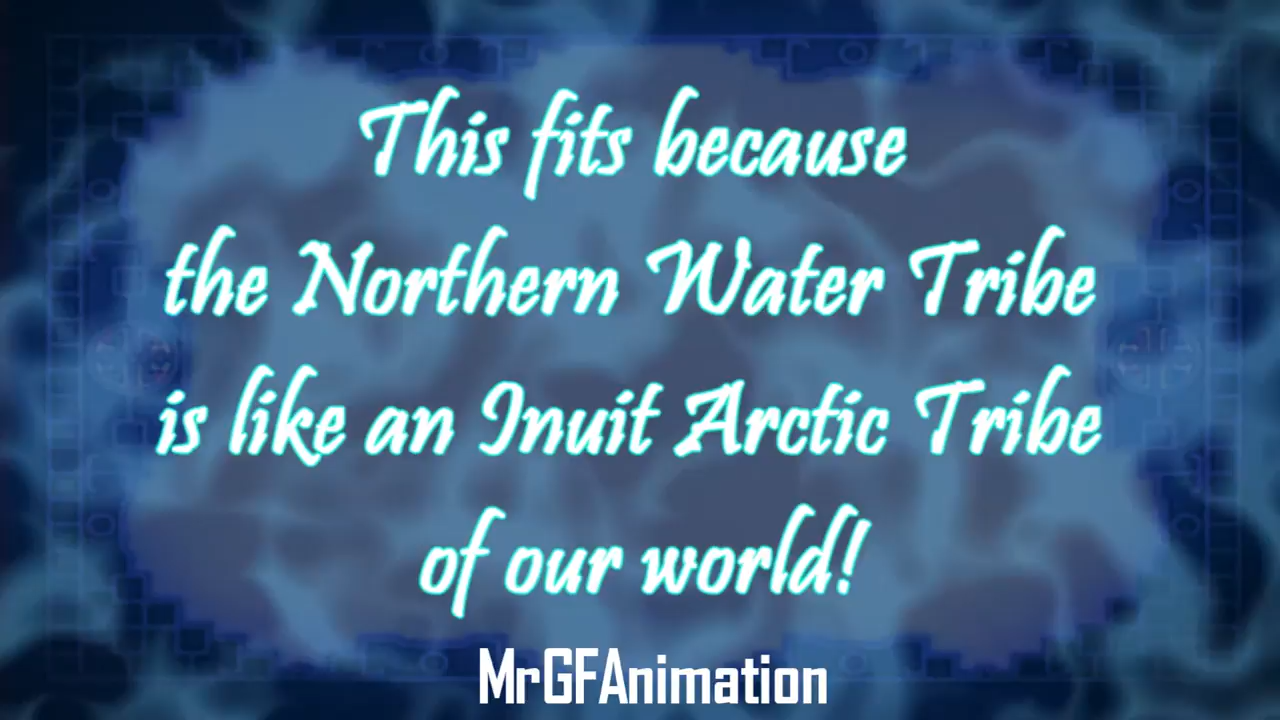 This fits because
the Northern Water Tribe
is like an Inuit Arctic Tribe
of our world!
MrGFAnimation